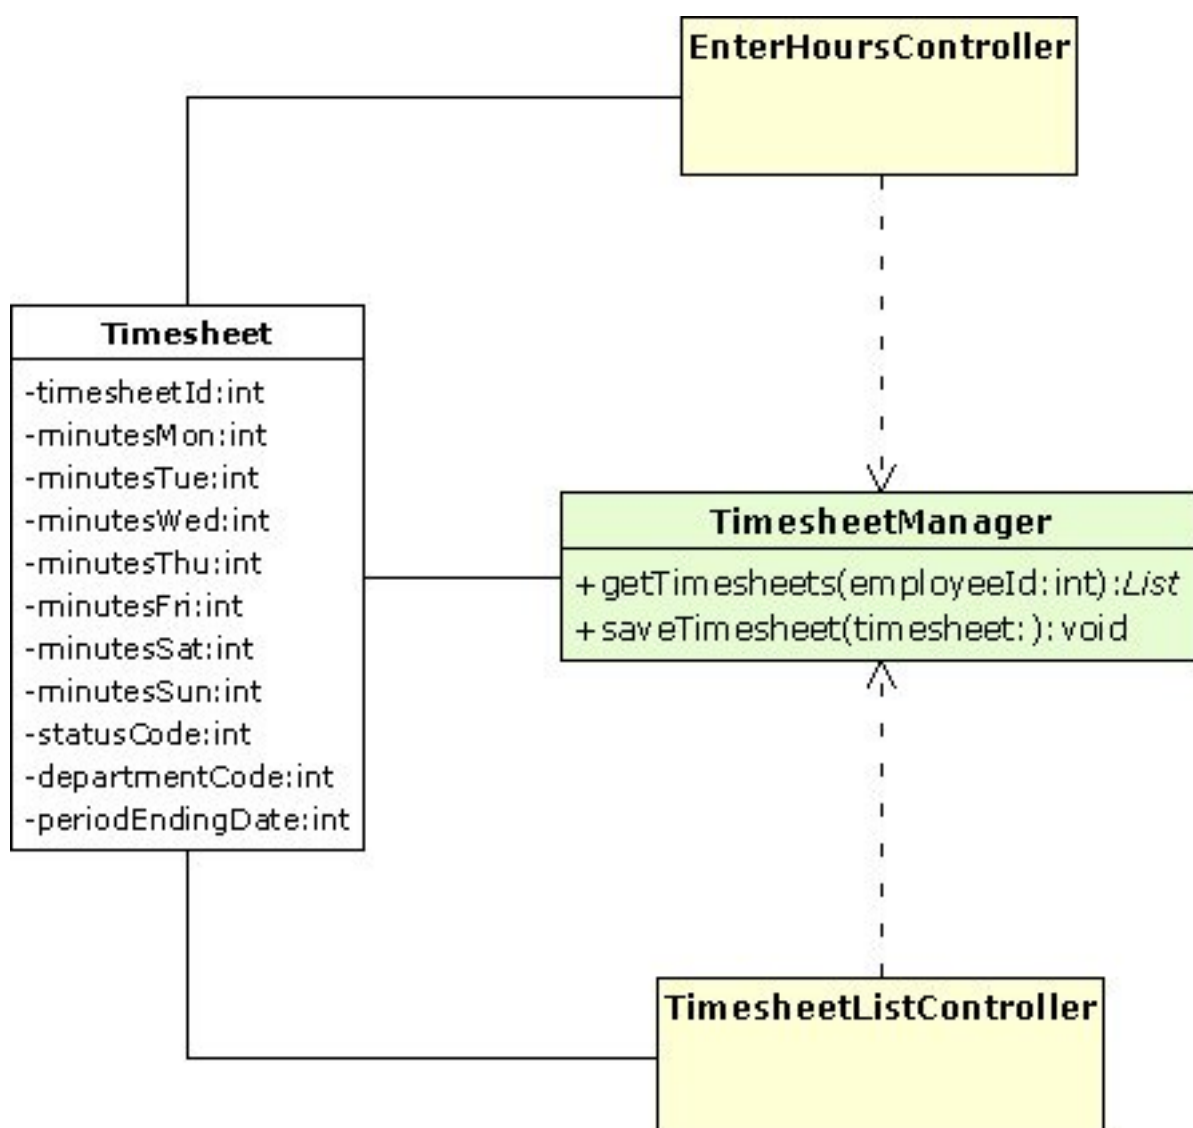 EnterHoursController
Timesheet
-timesheetId:int
-minutesMon:int
-minutesTue:int
-minutesWed:int
-minutesThu:int
-minutesFri:int
-minutesSat:int
-minutesSun:int
-statusCode:int
-departmentCode:int
-periodEndingDate:int
TimesheetManager
+getTimesheets(employeeId:int):List
+saveTimesheet(timesheet:):void
TimesheetListController